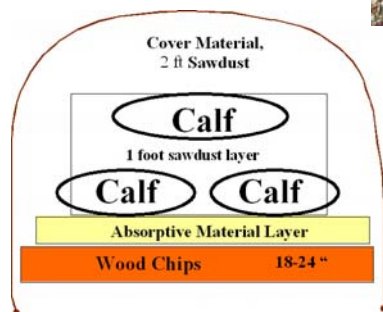 Cover Material,
2 ft Sawdust
Calf
1 foot sawdust layer
Calf Calf
Absorptive Material Layer
Wood Chips 18-24 “